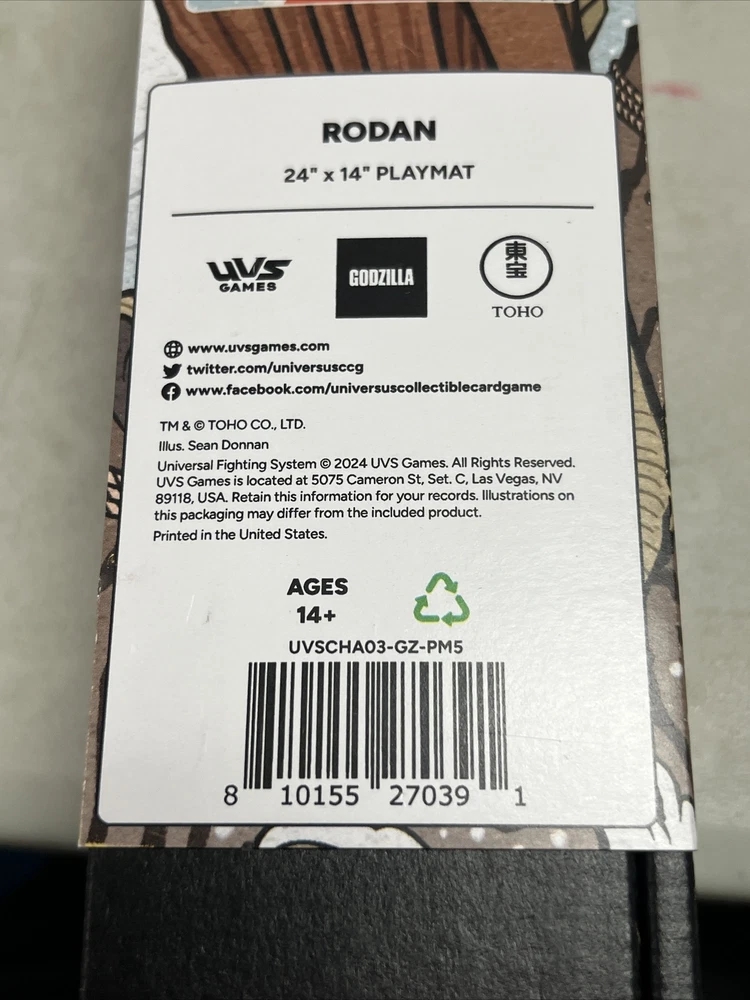 RODAN
24" x 14" PLAYMAT
UVS
GAMES
GODZILLA
東宝
TOHO
www.uvsgames.com
twitter.com/universusccg
www.facebook.com/universuscollectiblecardgame
TM & © TOHO CO., LTD.
Illus. Sean Donnan
Universal Fighting System © 2024 UVS Games. All Rights Reserved.
UVS Games is located at 5075 Cameron St, Set. C, Las Vegas, NV
89118, USA. Retain this information for your records. Illustrations on
this packaging may differ from the included product.
Printed in the United States.
AGES
14+
UVSCHA03-GZ-PM5
8 10155 27039 1